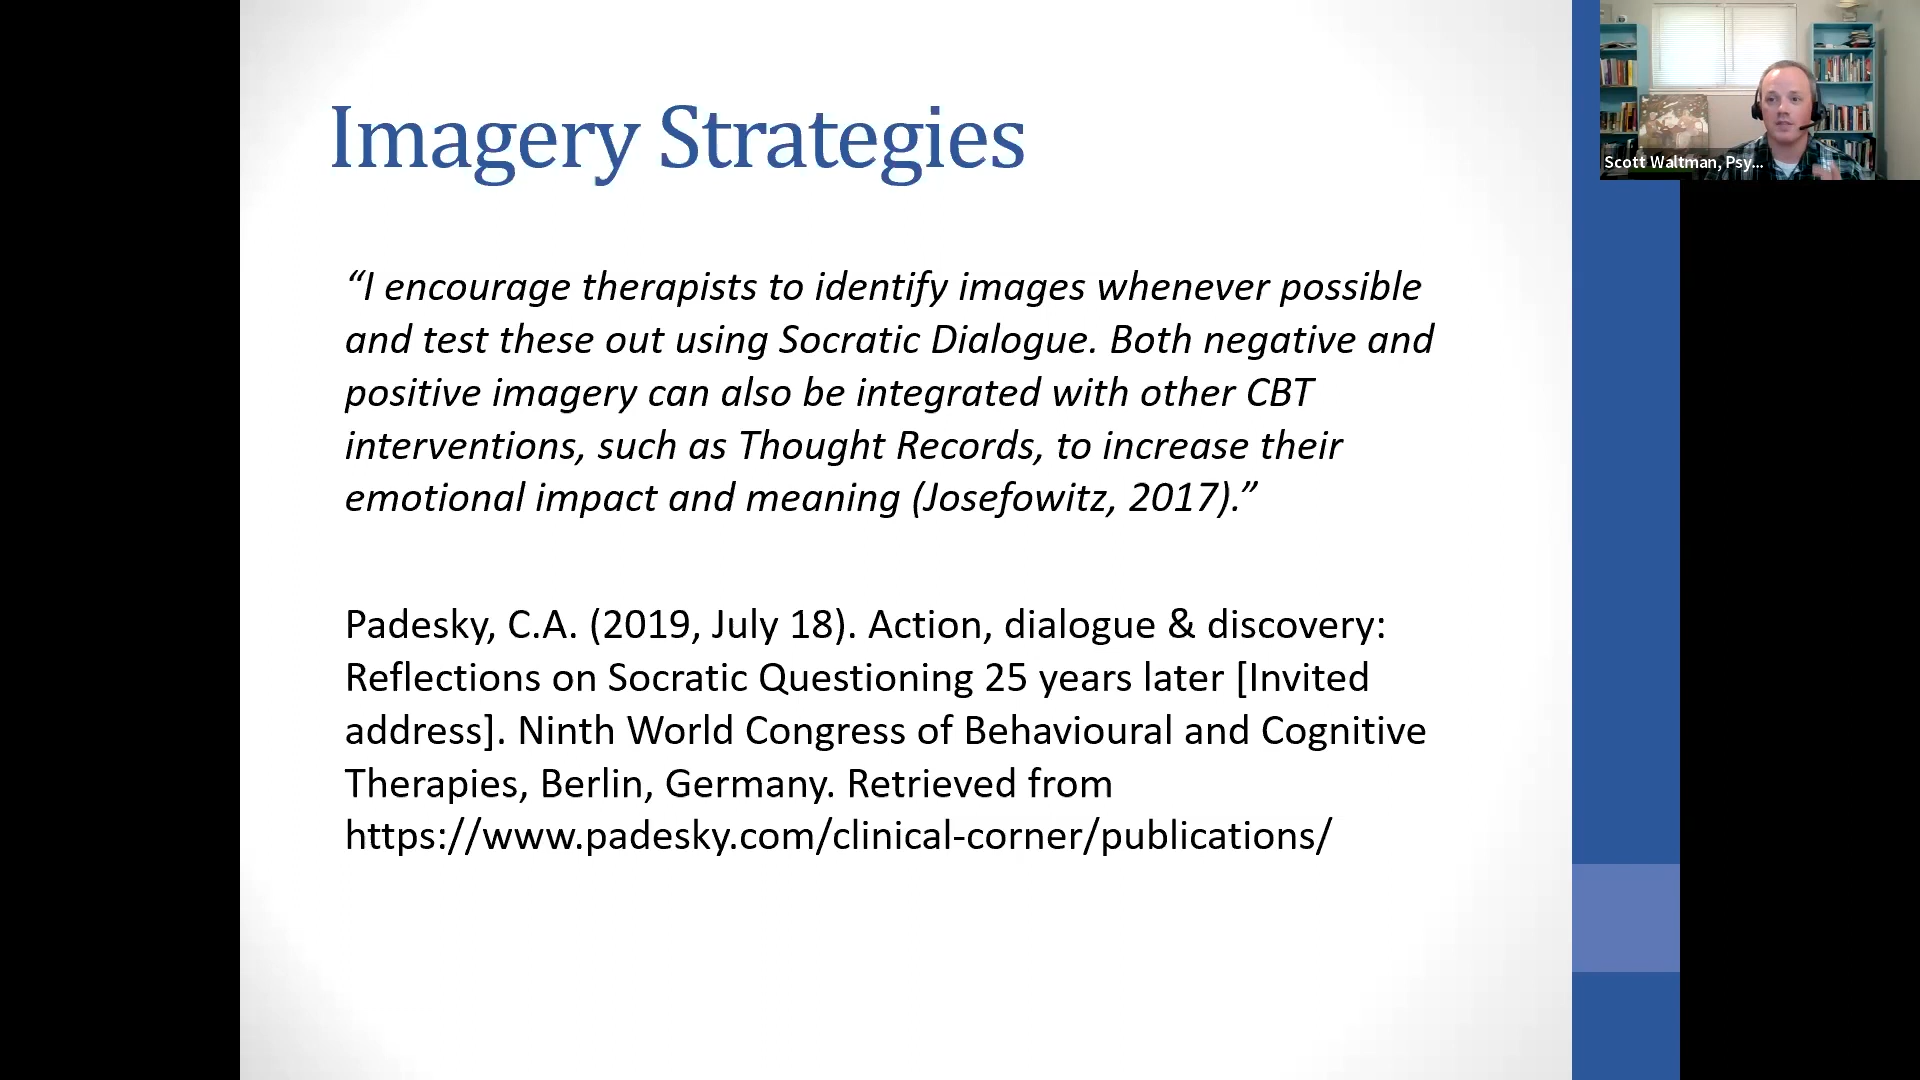 Imagery Strategies
“I encourage therapists to identify images whenever possible
and test these out using Socratic Dialogue. Both negative and
positive imagery can also be integrated with other CBT
interventions, such as Thought Records, to increase their
emotional impact and meaning (Josefowitz, 2017).”
Padesky, C.A. (2019, July 18). Action, dialogue & discovery:
Reflections on Socratic Questioning 25 years later [Invited
address]. Ninth World Congress of Behavioural and Cognitive
Therapies, Berlin, Germany. Retrieved from
https://www.padesky.com/clinical-corner/publications/
Scott Waltman, Psy...